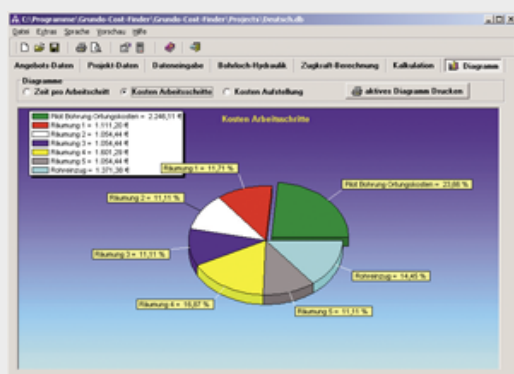 C:\Programme\Grundo-Cost-Finder\Grundo-Cost-Finder\Projects\Deutsch.db
Datei Extras Sprache Vorschau Hilfe
Angebots-Daten Projekt-Daten Dateneingabe Bohrloch-Hydraulik Zugkraft-Berechnung Kalkulation Diagramm
Diagramme
Zeit pro Arbeitschritt Kosten Arbeitsschritte Kosten Aufstellung aktives Diagramm Drucken
Kosten Arbeitsschritte
Pilot Bohrung Ortungskosten = 2.246,11 €
Räumung 1 = 1.111,20 €
Räumung 2 = 1.054,44 €
Räumung 3 = 1.054,44 €
Räumung 4 = 1.601,29 €
Räumung 5 = 1.054,44 €
Rohreinzug = 1.371,38 €
Räumung 1 = 11,71 %
Pilot Bohrung Ortungskosten = 23,66 %
Räumung 2 = 11,11 %
Räumung 3 = 11,11 %
Rohreinzug = 14,45 %
Räumung 4 = 16,87 %
Räumung 5 = 11,11 %